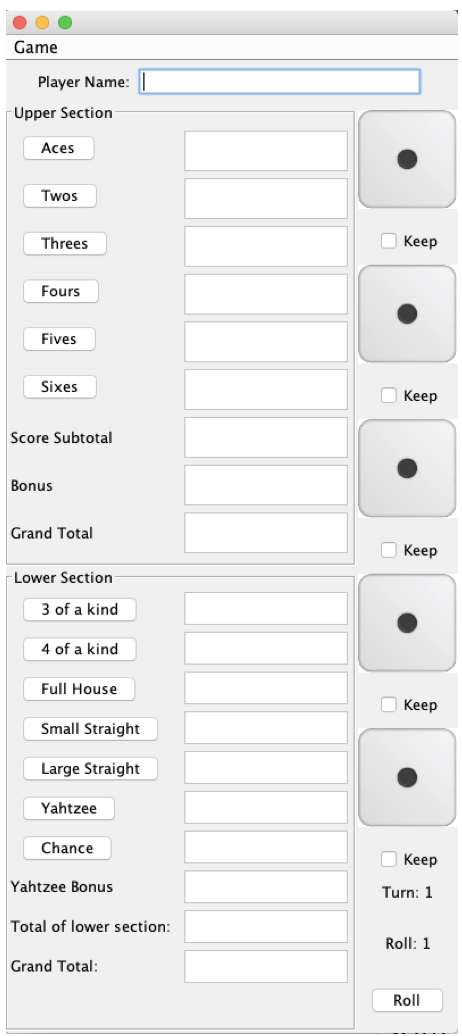 Game
Player Name:
Upper Section
Aces
Twos
Threes
Keep
Fours
Fives
Sixes
Keep
Score Subtotal
Bonus
Grand Total
Keep
Lower Section
3 of a kind
4 of a kind
Full House
Keep
Small Straight
Large Straight
Yahtzee
Chance
Keep
Yahtzee Bonus
Turn: 1
Total of lower section:
Roll: 1
Grand Total:
Roll